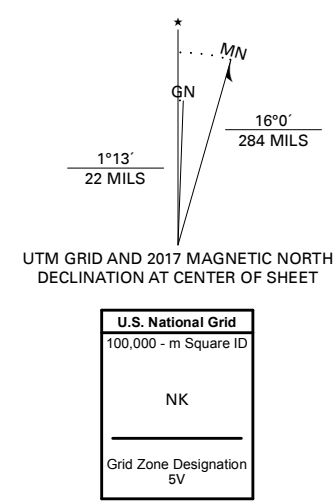 ★
MN
GN
16°0´
284 MILS
1°13´
22 MILS
UTM GRID AND 2017 MAGNETIC NORTH
DECLINATION AT CENTER OF SHEET
U.S. National Grid
100,000 - m Square ID
NK
Grid Zone Designation
5V